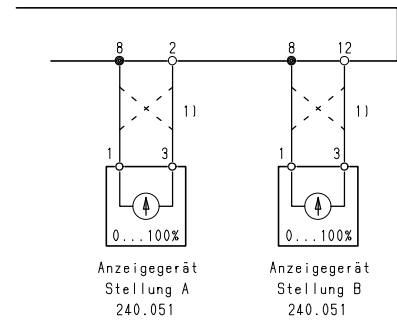 8 2 8 12
1) 1)
1 3 1 3
0...100% 0...100%
Anzeigegerät Anzeigegerät
Stellung A Stellung B
240.051 240.051